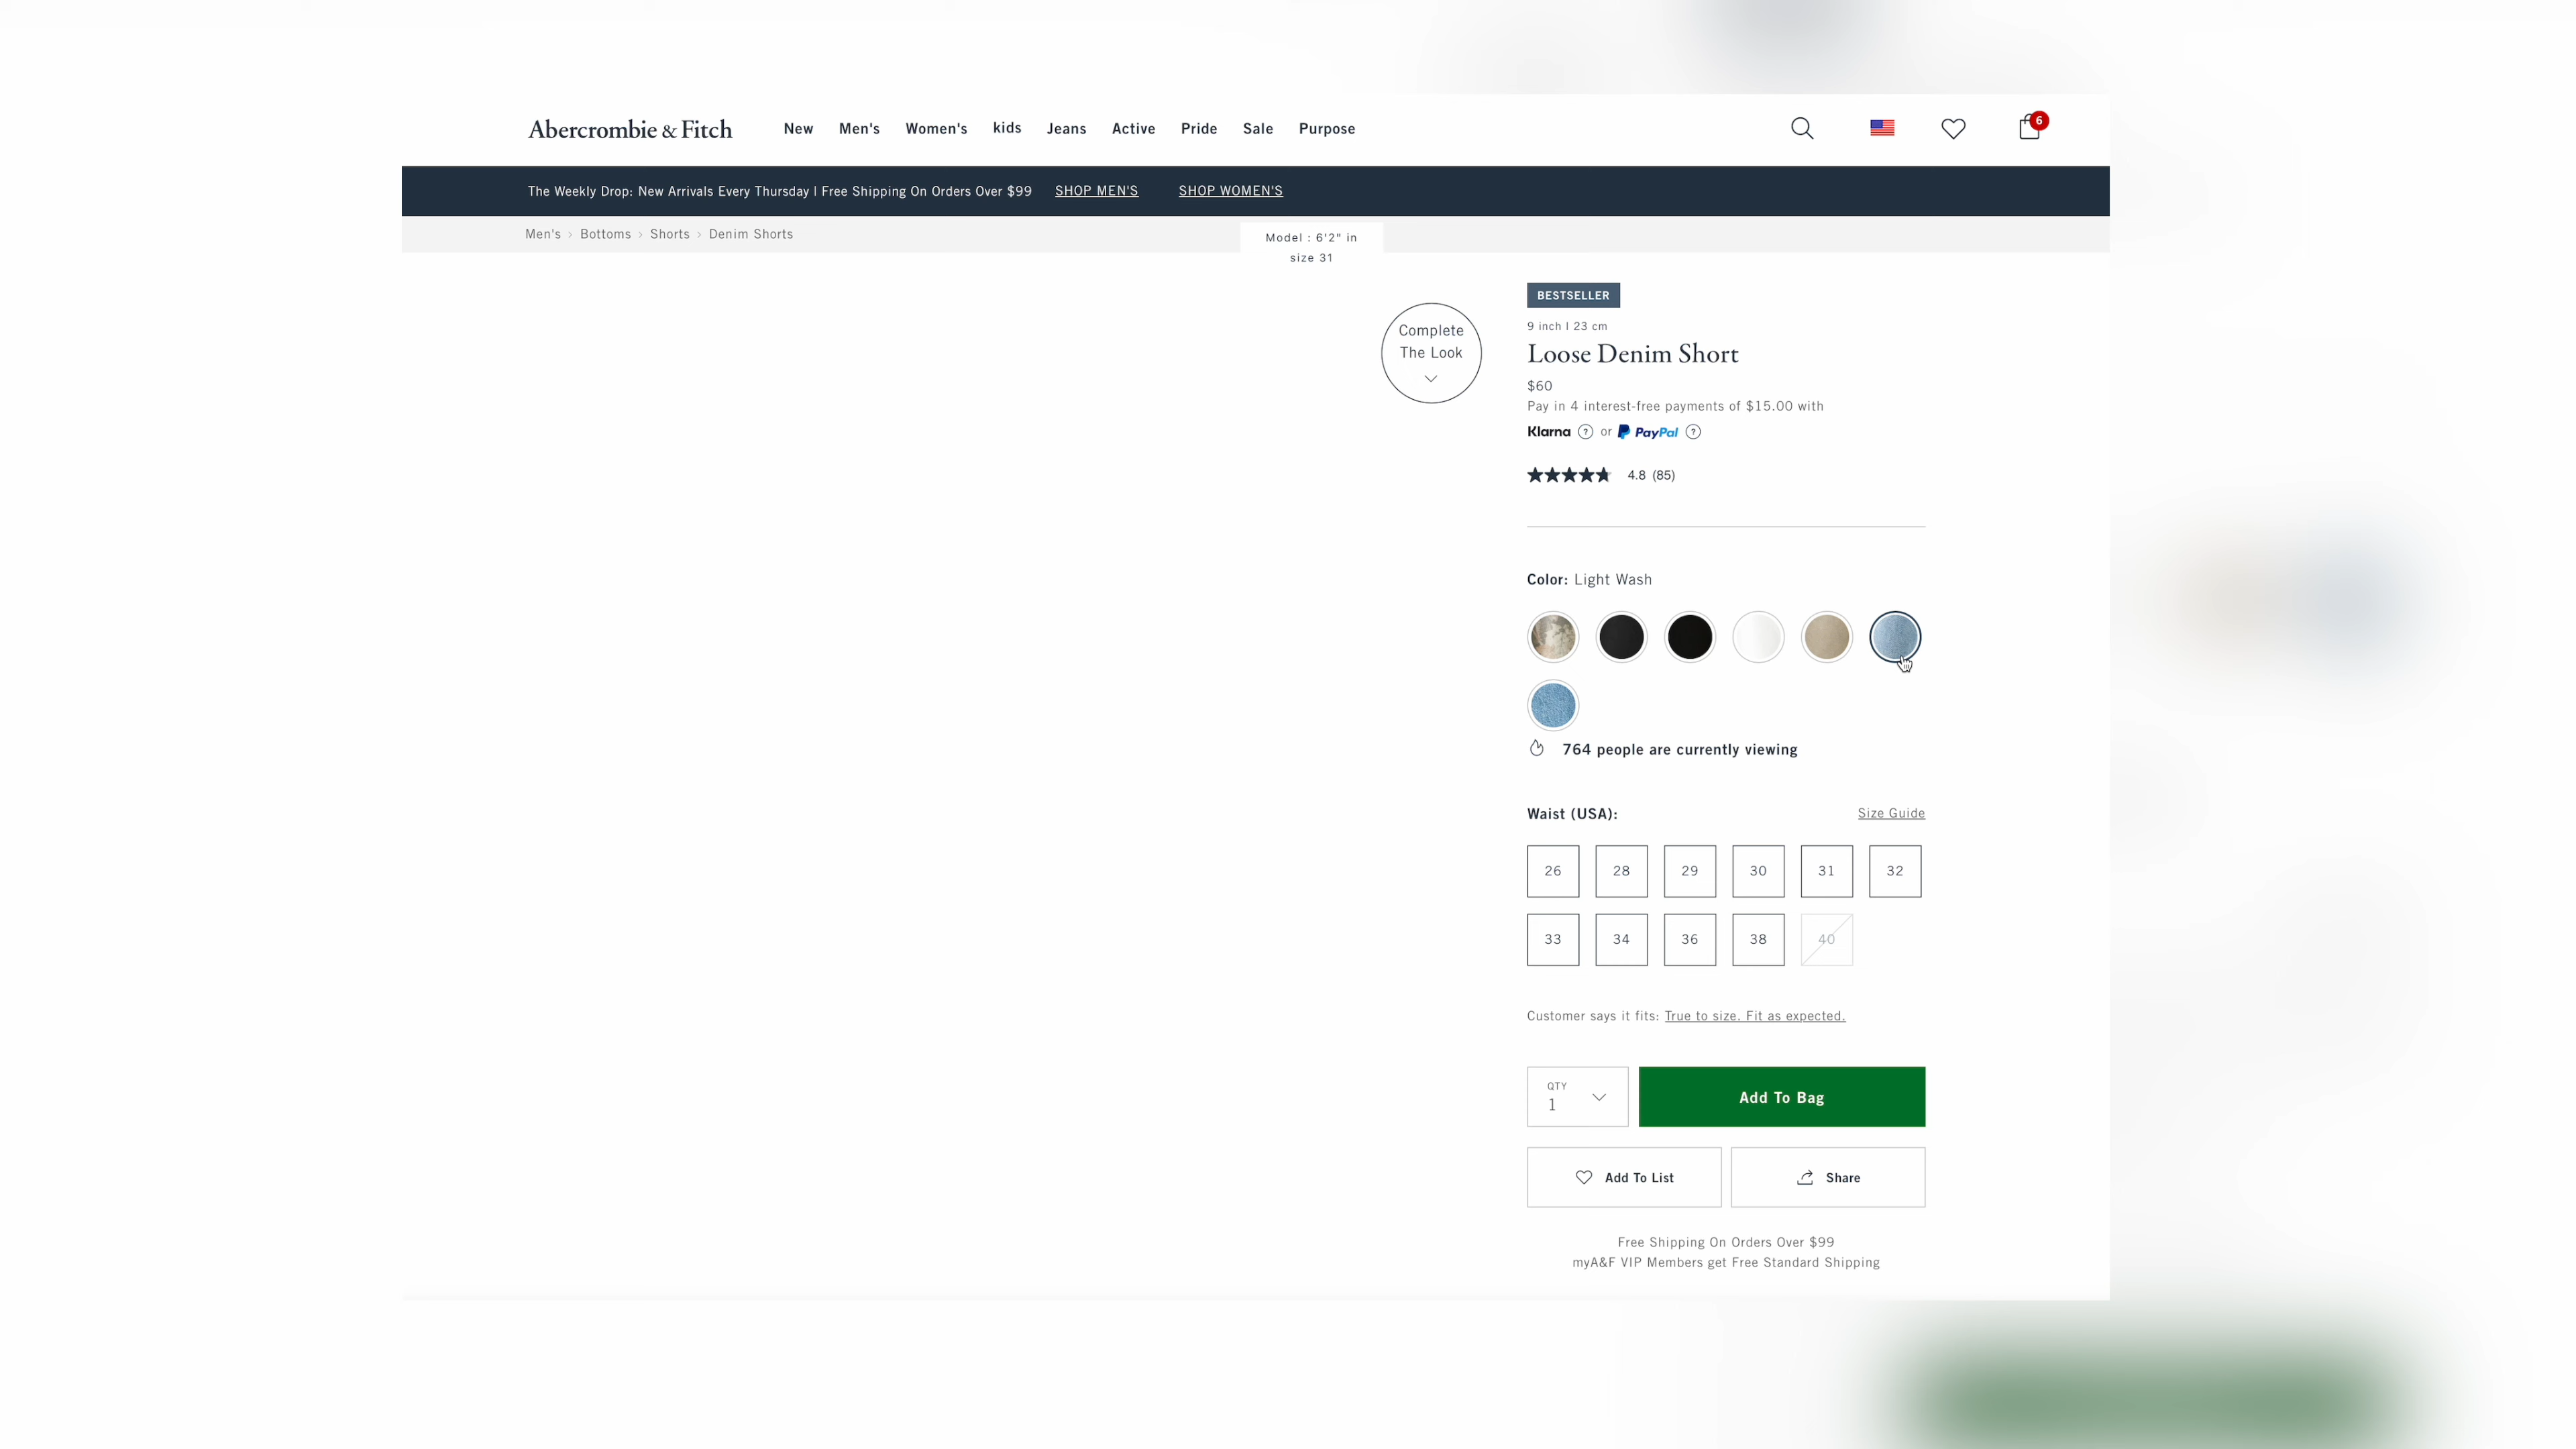 Abercrombie & Fitch
New Men's Women's kids Jeans Active Pride Sale Purpose
6
The Weekly Drop: New Arrivals Every Thursday | Free Shipping On Orders Over $99 SHOP MEN'S SHOP WOMEN'S
Men's › Bottoms › Shorts › Denim Shorts
Model : 6'2" in
size 31
Complete
The Look
BESTSELLER
9 inch | 23 cm
Loose Denim Short
$60
Pay in 4 interest-free payments of $15.00 with
Klarna ? or PayPal ?
4.8 (85)
Color: Light Wash
764 people are currently viewing
Waist (USA): Size Guide
26 28 29 30 31 32
33 34 36 38 40
Customer says it fits: True to size. Fit as expected.
QTY
1
Add To Bag
Add To List Share
Free Shipping On Orders Over $99
myA&F VIP Members get Free Standard Shipping